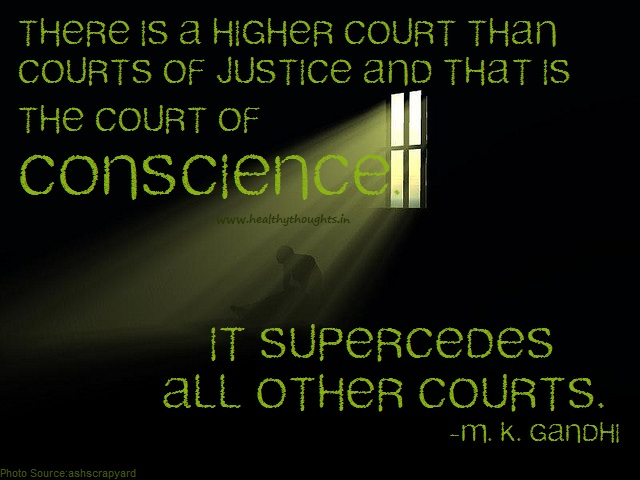 THERE IS A HIGHER COURT THAN
COURTS OF JUSTICE AND THAT IS
THE COURT OF
CONSCIENCE
www.healthythoughts.in
IT SUPERCEDES
ALL OTHER COURTS.
-M. K. GANDHI
Photo Source:ashscrapyard